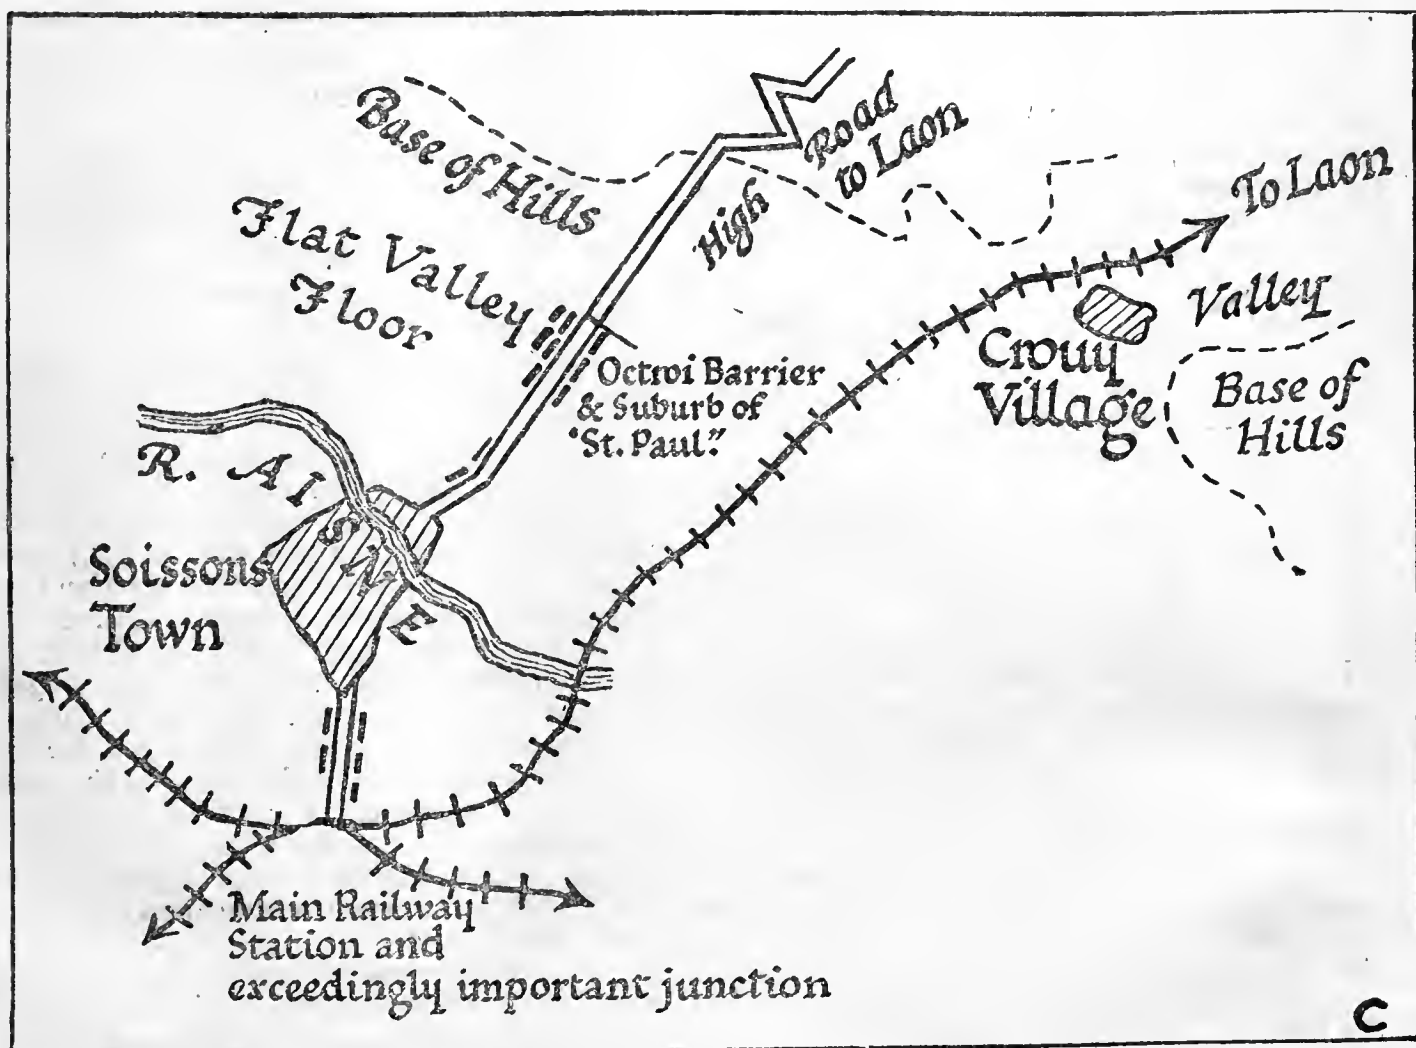 Base of Hills
High Road
to Laon
To Laon
Flat Valley
Floor
Valley
Crouy
Village
Base of
Hills
Octroi Barrier
& Suburb of
"St. Paul."
R. AISNE
Soissons
Town
Main Railway
Station and
exceedingly important junction
C